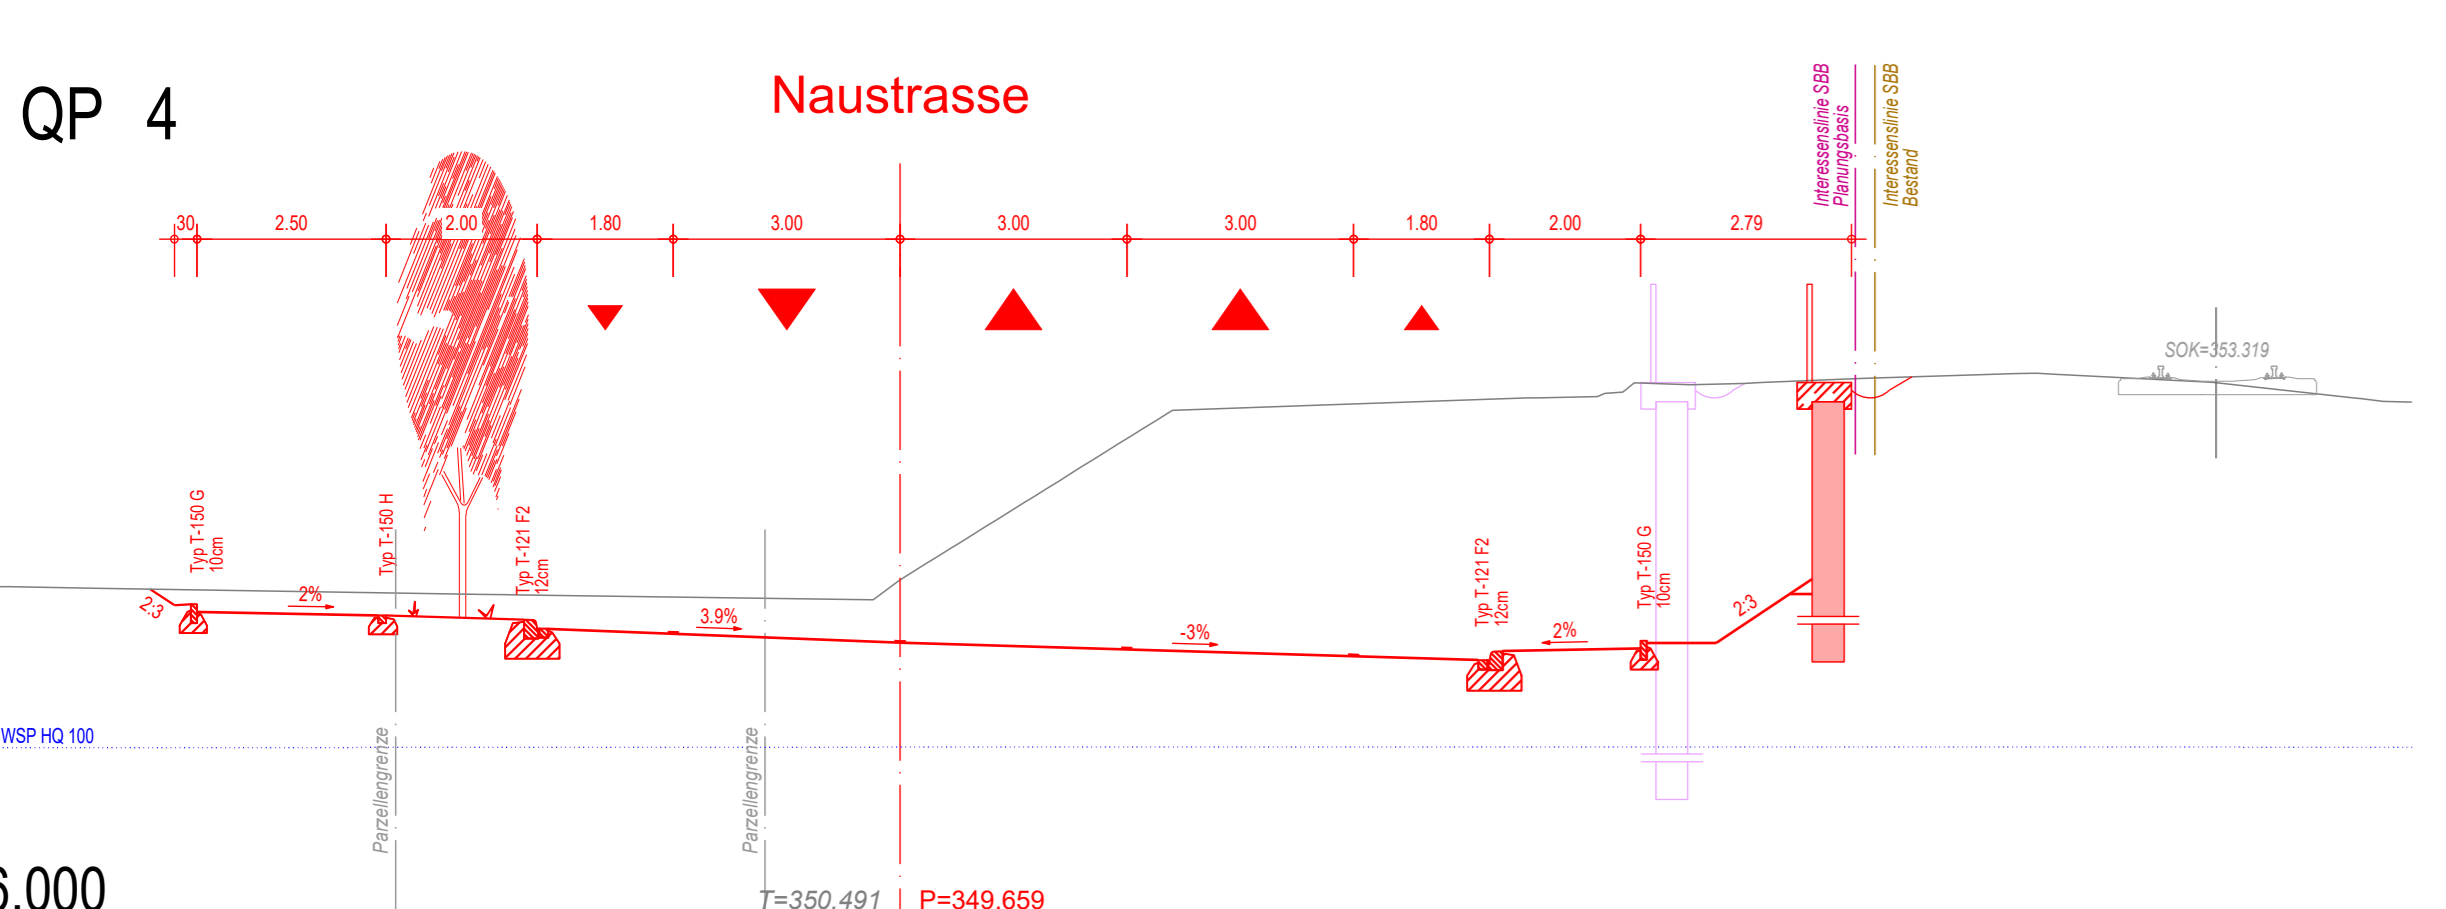 QP 4
Naustrasse
Interessenslinie SBB
Planungsbasis
Interessenslinie SBB
Bestand
30 2.50 2.00 1.80 3.00 3.00 3.00 1.80 2.00 2.79
SOK=353.319
Typ T-150 G
10cm
Typ T-150 H
Typ T-121 F2
12cm
Typ T-121 F2
12cm
Typ T-150 G
10cm
2:3
2%
3.9%
-3%
2%
2:3
WSP HQ 100
Parzellengrenze
Parzellengrenze
6.000
T=350.491
P=349.659